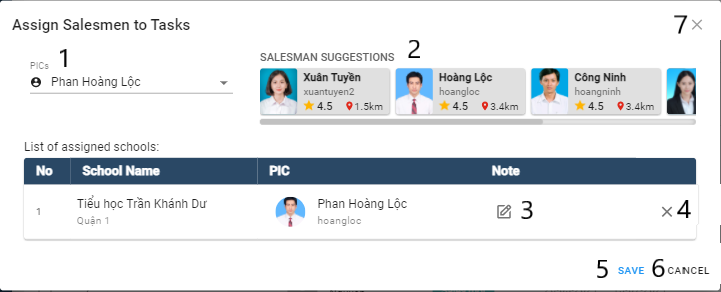 Assign Salesmen to Tasks
7
PICs
1
Phan Hoàng Lộc
SALESMAN SUGGESTIONS
2
Xuân Tuyền
xuantuyen2
4.5
1.5km
Hoàng Lộc
hoangloc
4.5
3.4km
Công Ninh
hoangninh
4.5
3.4km
List of assigned schools:
No School Name PIC Note
1
Tiểu học Trần Khánh Dư
Quận 1
Phan Hoàng Lộc
hoangloc
3
4
5 SAVE 6 CANCEL